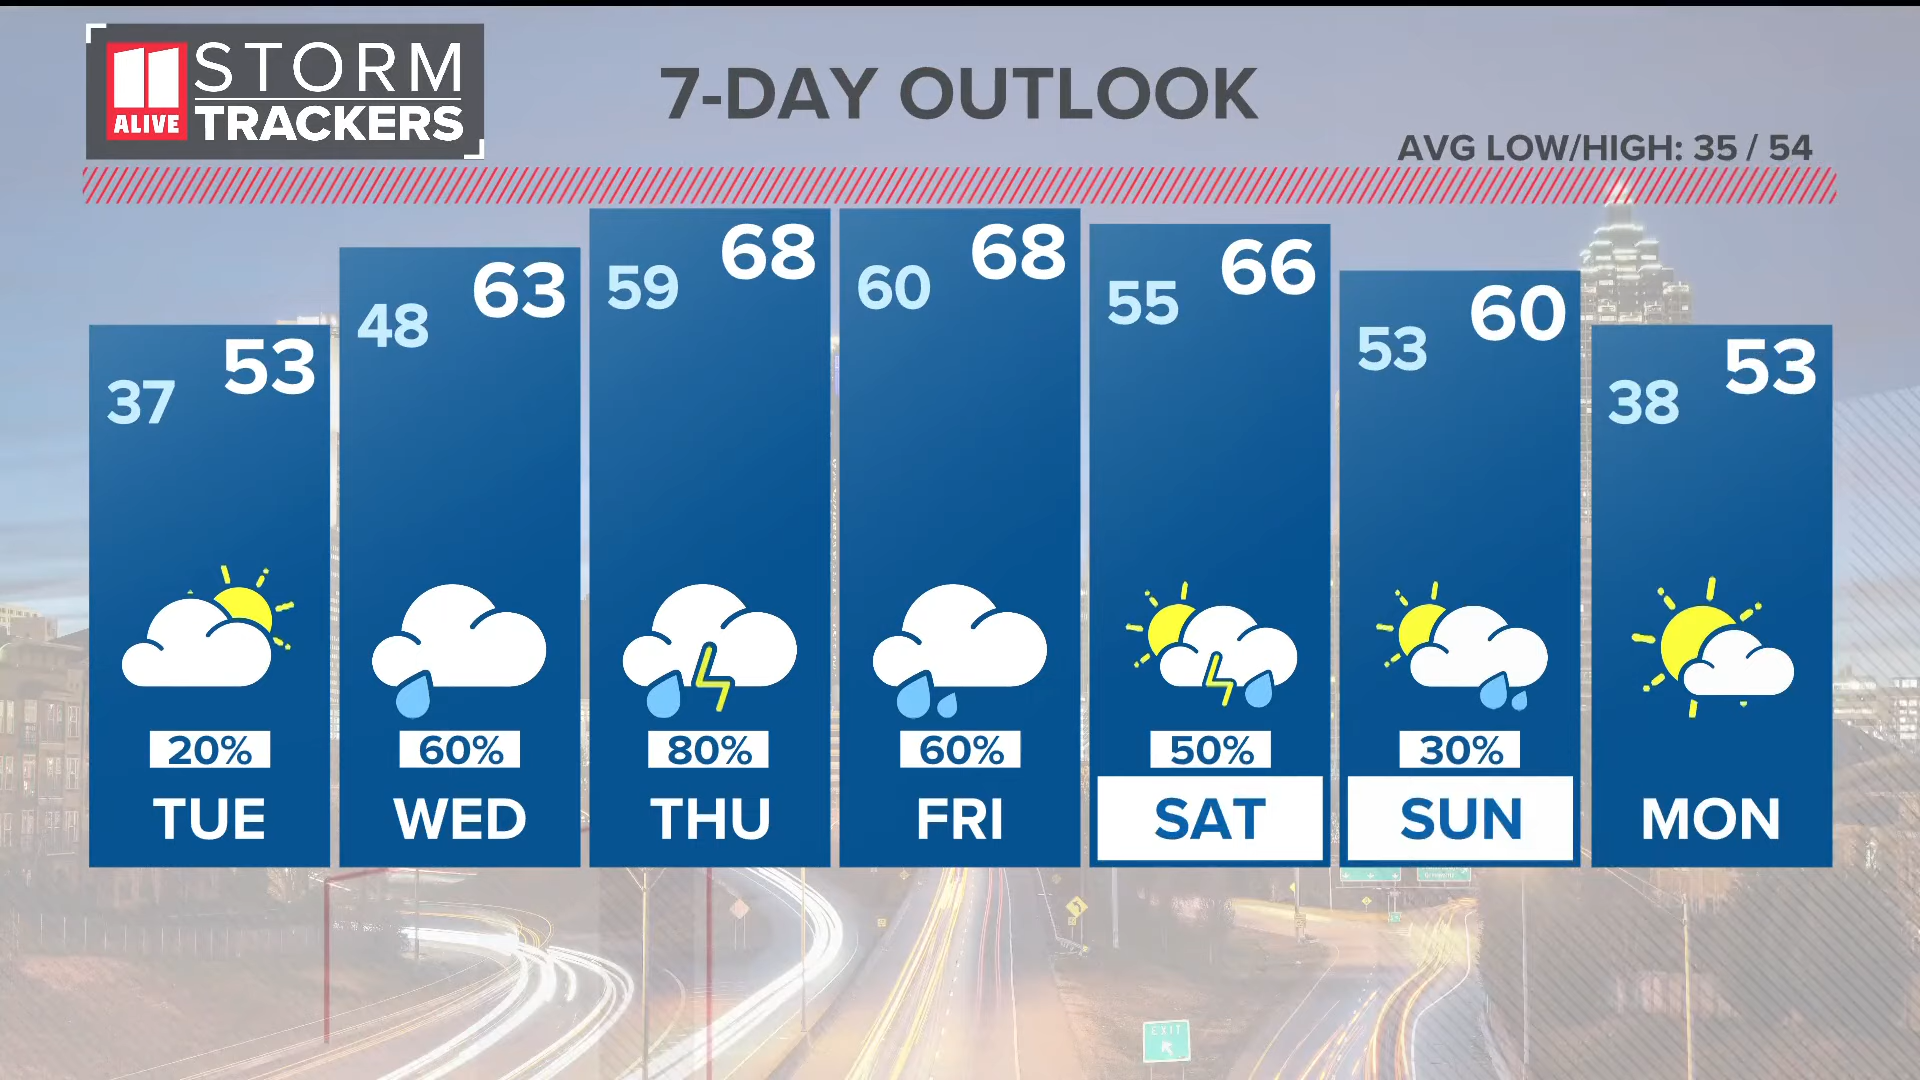 11
ALIVE
STORM
TRACKERS
7-DAY OUTLOOK
AVG LOW/HIGH: 35 / 54
37 53
20%
TUE
48 63
60%
WED
59 68
80%
THU
60 68
60%
FRI
55 66
50%
SAT
53 60
30%
SUN
38 53
MON
EXIT